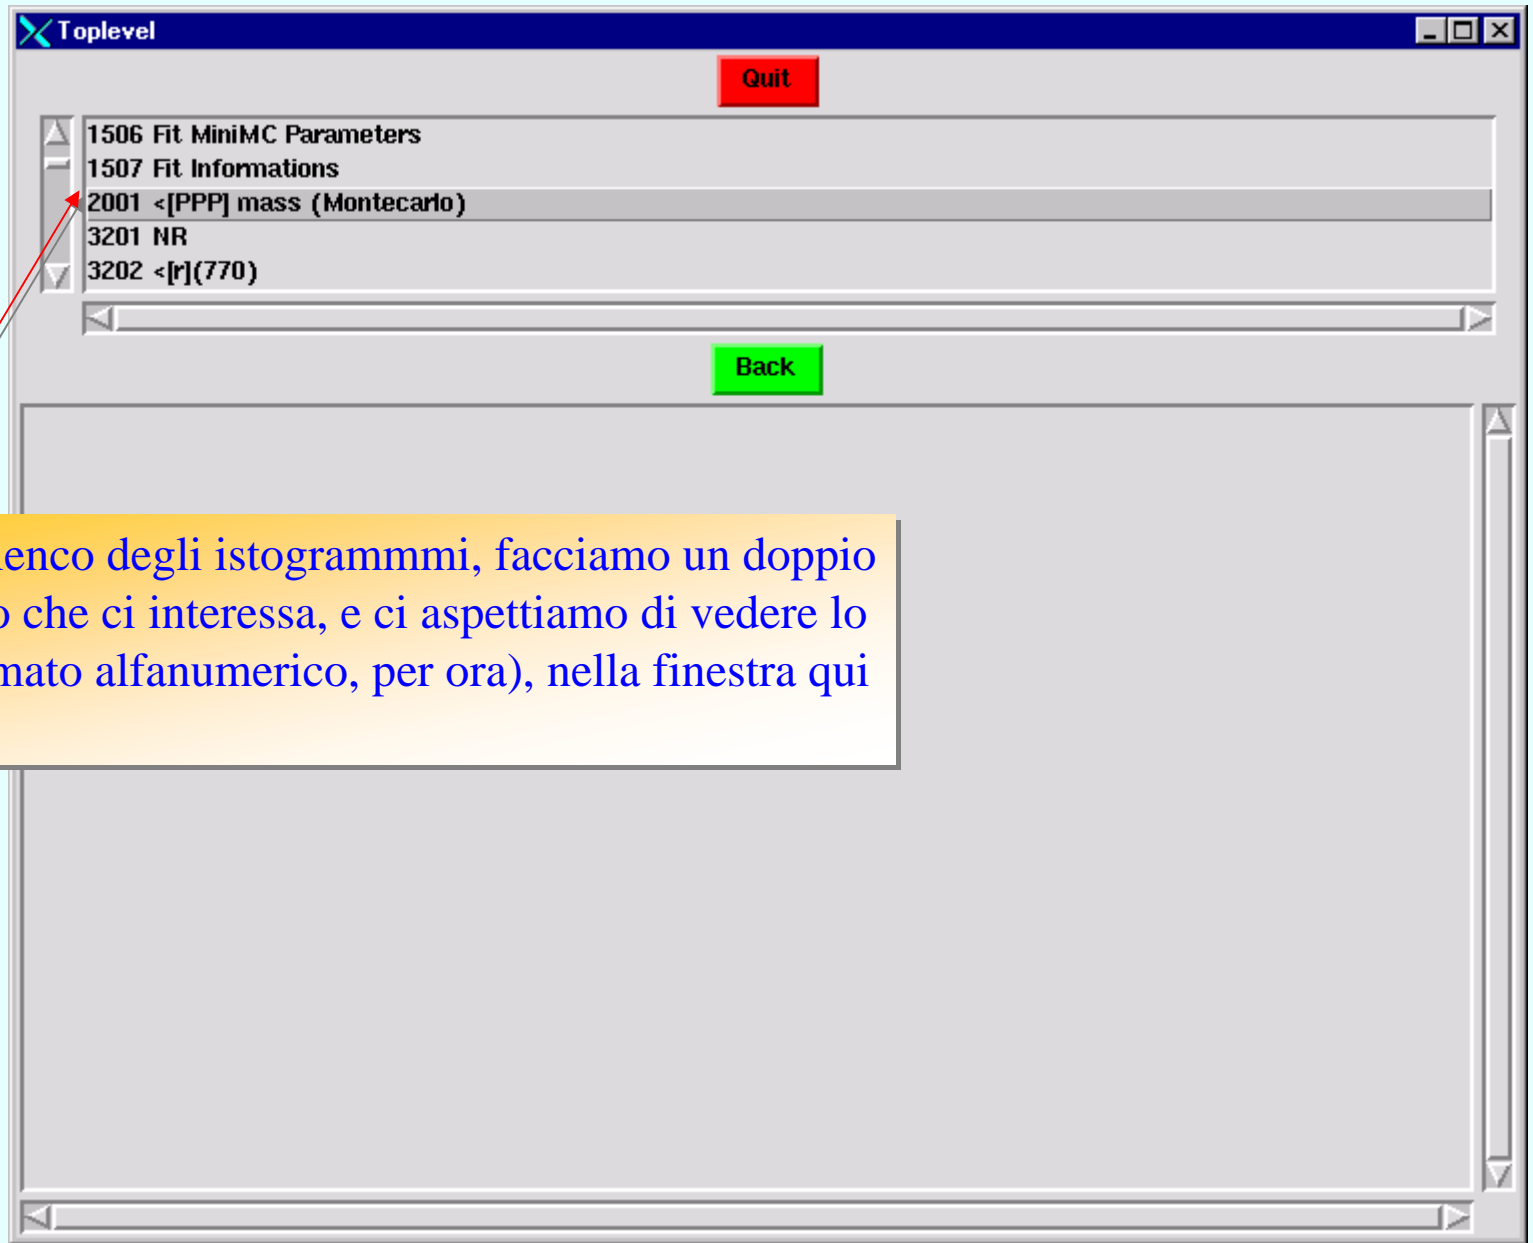 Toplevel
Quit
1506 Fit MiniMC Parameters
1507 Fit Informations
2001 <[PPP] mass (Montecarlo)
3201 NR
3202 <[r](770)
Back
lenco degli istogrammmi, facciamo un doppio
o che ci interessa, e ci aspettiamo di vedere lo
mato alfanumerico, per ora), nella finestra qui